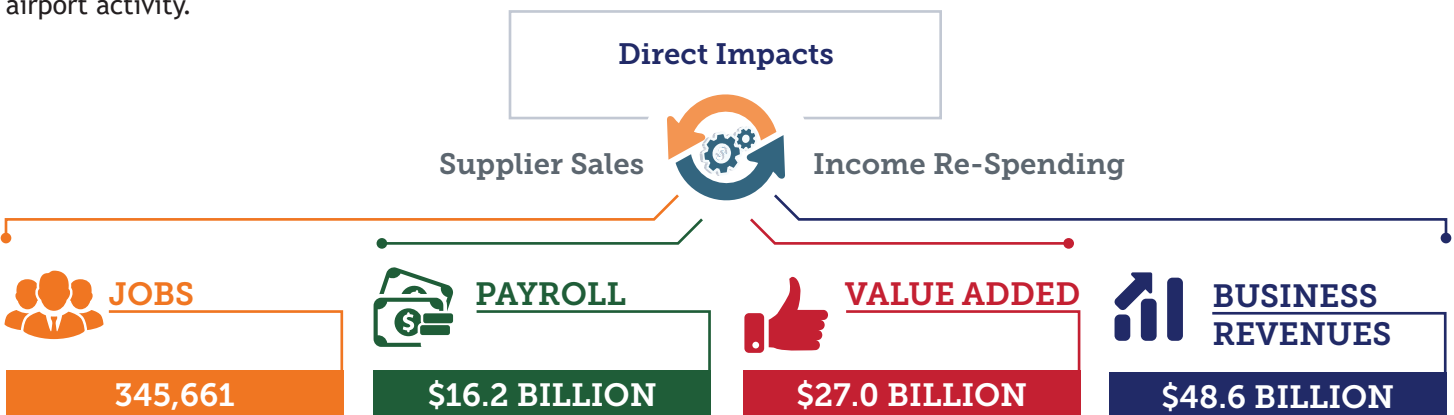 airport activity.
Direct Impacts
Supplier Sales
Income Re-Spending
JOBS
345,661
PAYROLL
$16.2 BILLION
VALUE ADDED
$27.0 BILLION
BUSINESS
REVENUES
$48.6 BILLION